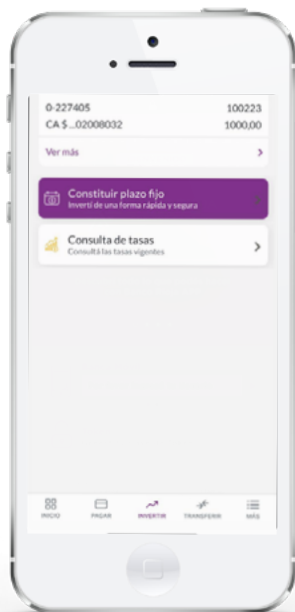 0-227405 100223
CA $...02008032 1000,00
Ver más
Constituir plazo fijo
Invertí de una forma rápida y segura
Consulta de tasas
Consultá las tasas vigentes
INICIO PAGAR INVERTIR TRANSFERIR MÁS